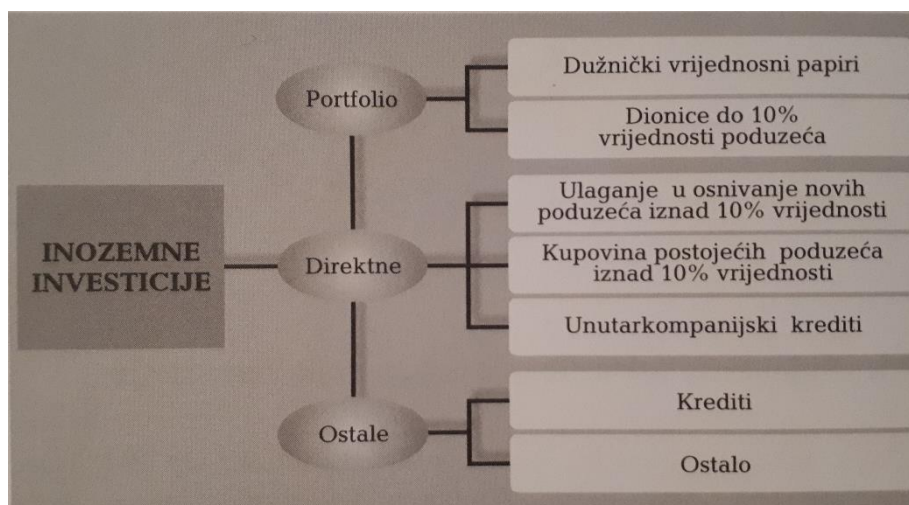 INOZEMNE
INVESTICIJE
Portfolio
Dužnički vrijednosni papiri
Dionice do 10%
vrijednosti poduzeća
Direktne
Ulaganje u osnivanje novih
poduzeća iznad 10% vrijednosti
Kupovina postojećih poduzeća
iznad 10% vrijednosti
Unutarkompanijski krediti
Ostale
Krediti
Ostalo